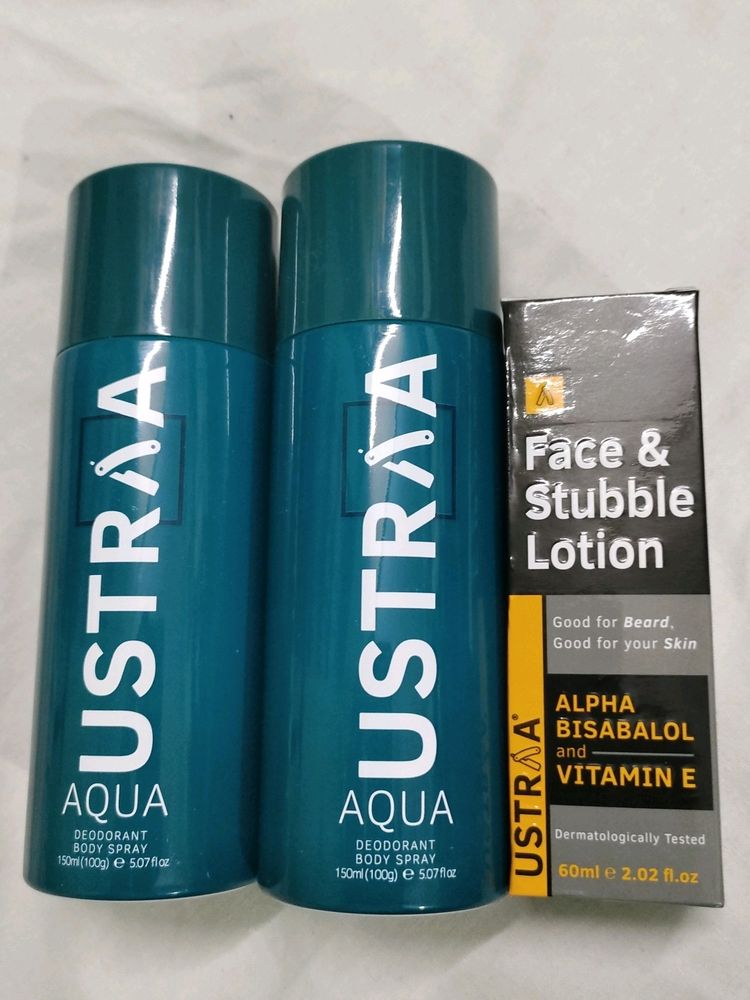 USTRAA
AQUA
DEODORANT
BODY SPRAY
150ml(100g) e 5.07fl oz
USTRAA
AQUA
DEODORANT
BODY SPRAY
150ml(100g) e 5.07fl oz
Face &
Stubble
Lotion
Good for Beard,
Good for your Skin
ALPHA
BISABALOL
and
VITAMIN E
USTRAA®
Dermatologically Tested
60ml e 2.02 fl.oz